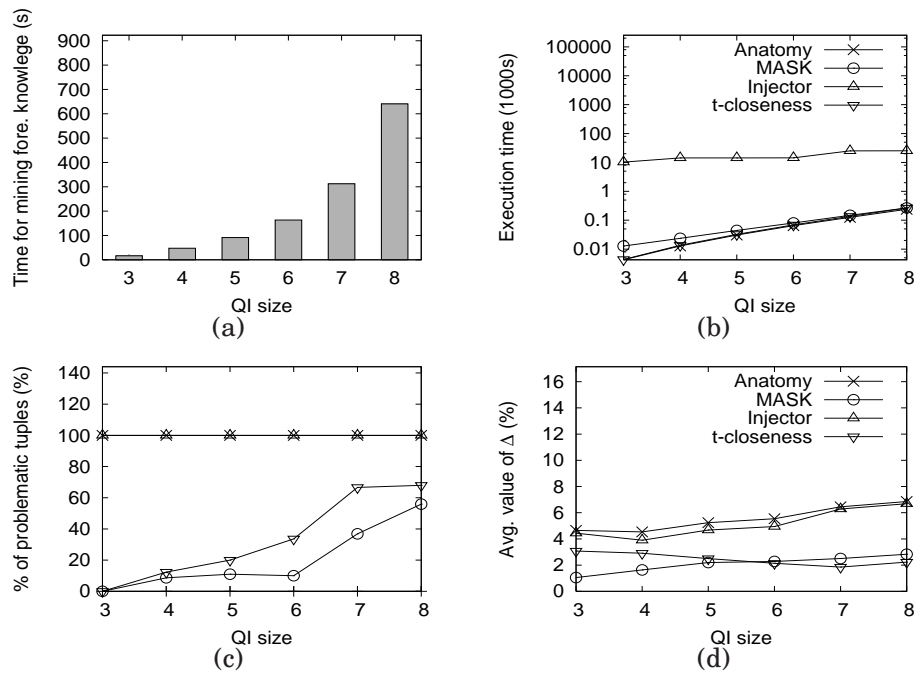 Time for mining fore. knowlege (s)
900
800
700
600
500
400
300
200
100
0
3 4 5 6 7 8
QI size
(a)
Execution time (1000s)
100000
10000
1000
100
10
1
0.1
0.01
Anatomy
MASK
Injector
t-closeness
3 4 5 6 7 8
QI size
(b)
% of problematic tuples (%)
140
120
100
80
60
40
20
0
3 4 5 6 7 8
QI size
(c)
Avg. value of Δ (%)
16
14
12
10
8
6
4
2
0
Anatomy
MASK
Injector
t-closeness
3 4 5 6 7 8
QI size
(d)